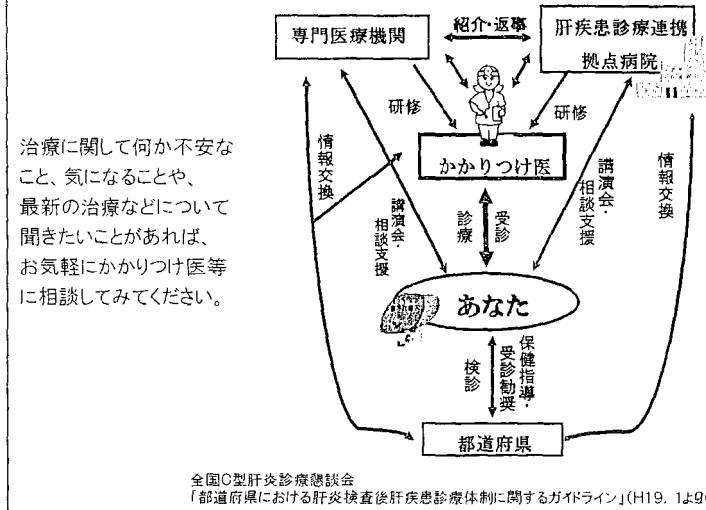 専門医療機関
紹介・返事
肝疾患診療連携
拠点病院
研修
研修
かかりつけ医
治療に関して何か不安な
こと、気になることや、
最新の治療などについて
聞きたいことがあれば、
お気軽にかかりつけ医等
に相談してみてください。
情報交換
講演会・
相談支援
診療
受診
講演会・
相談支援
情報交換
あなた
検診
保健指導・
受診勧奨
都道府県
全国C型肝炎診療懇談会
「都道府県における肝炎検査後肝疾患診療体制に関するガイドライン」(H19. 1より